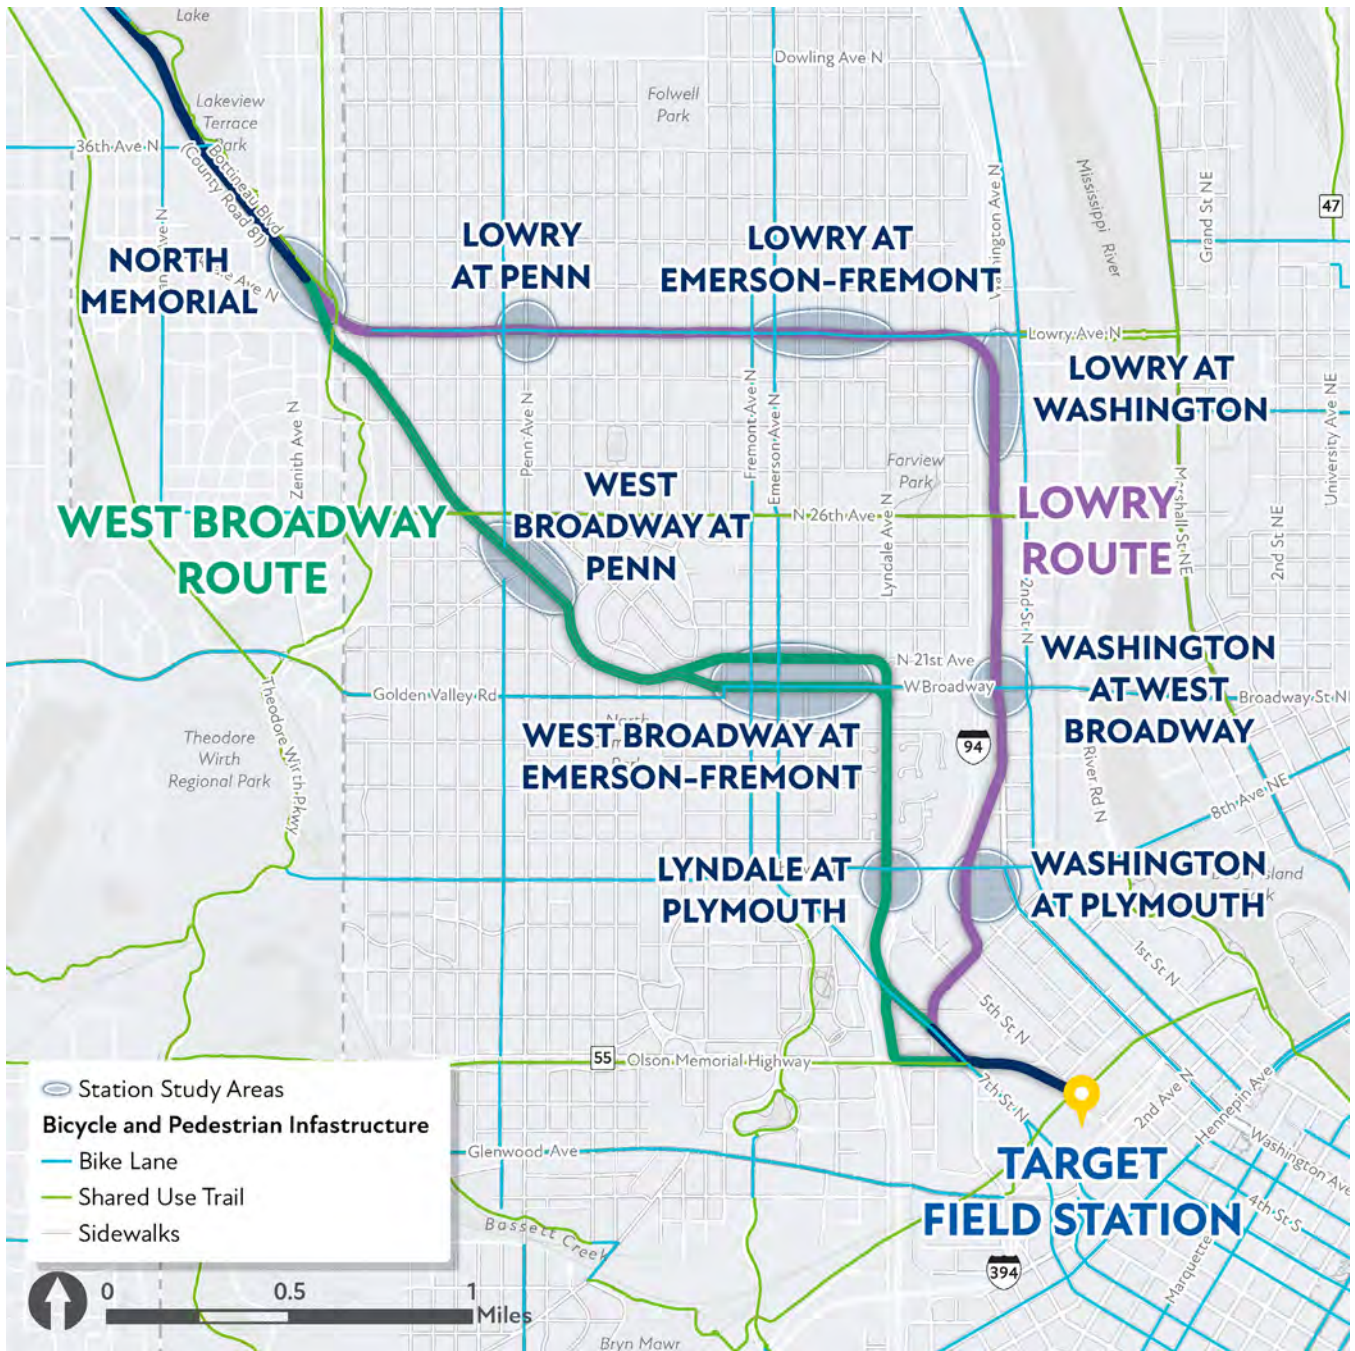 Lake
Dowling Ave N
Lakeview
Terrace
Park
Folwell
Park
36th Ave N
Bottineau Blvd
(County Road 81)
Mississippi River
Grand St NE
47
Washington Ave N
NORTH
MEMORIAL
Ave N
LOWRY
AT PENN
LOWRY AT
EMERSON-FREMONT
Lowry Ave N
LOWRY AT
WASHINGTON
University Ave NE
Zenith Ave N
Penn Ave N
Fremont Ave N
Emerson Ave N
Farview
Park
Lyndale Ave N
N 26th Ave
WEST
BROADWAY AT
PENN
WEST BROADWAY
ROUTE
LOWRY
ROUTE
Marshall St NE
2nd St NE
2nd St N
N 21st Ave
W Broadway
WASHINGTON
AT WEST
BROADWAY
Broadway St NE
Golden Valley Rd
Theodore Wirth Pkwy
Theodore
Wirth
Regional Park
North
Park
WEST BROADWAY AT
EMERSON-FREMONT
94
River Rd N
8th Ave NE
LYNDALE AT
PLYMOUTH
WASHINGTON
AT PLYMOUTH
Island
1st St N
5th St N
55
Olson Memorial Highway
7th St N
2nd Ave N
Hennepin Ave
Washington Ave
4th St S
Marquette
Glenwood Ave
TARGET
FIELD STATION
394
Bassett Creek
Bryn Mawr
Station Study Areas
Bicycle and Pedestrian Infastructure
Bike Lane
Shared Use Trail
Sidewalks
0 0.5 1
Miles